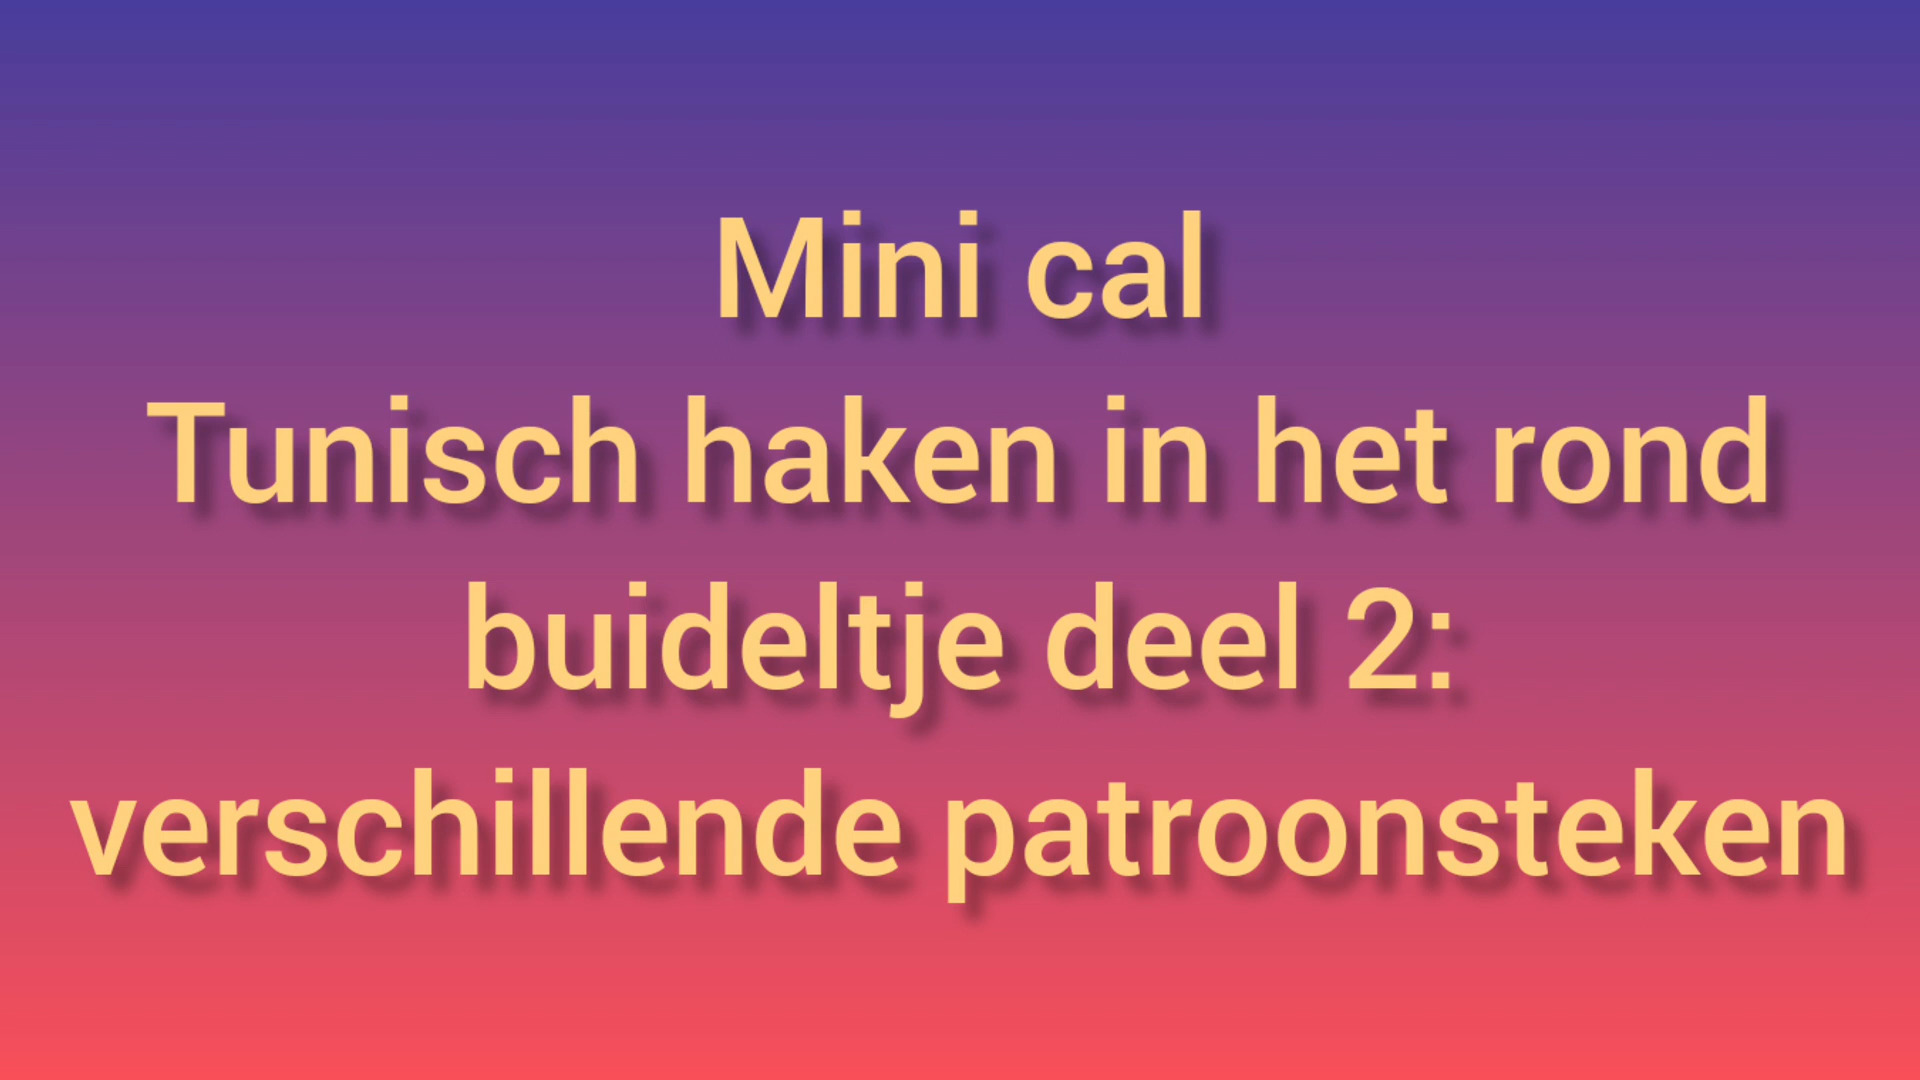 Mini cal
Tunisch haken in het rond
buideltje deel 2:
verschillende patroonsteken